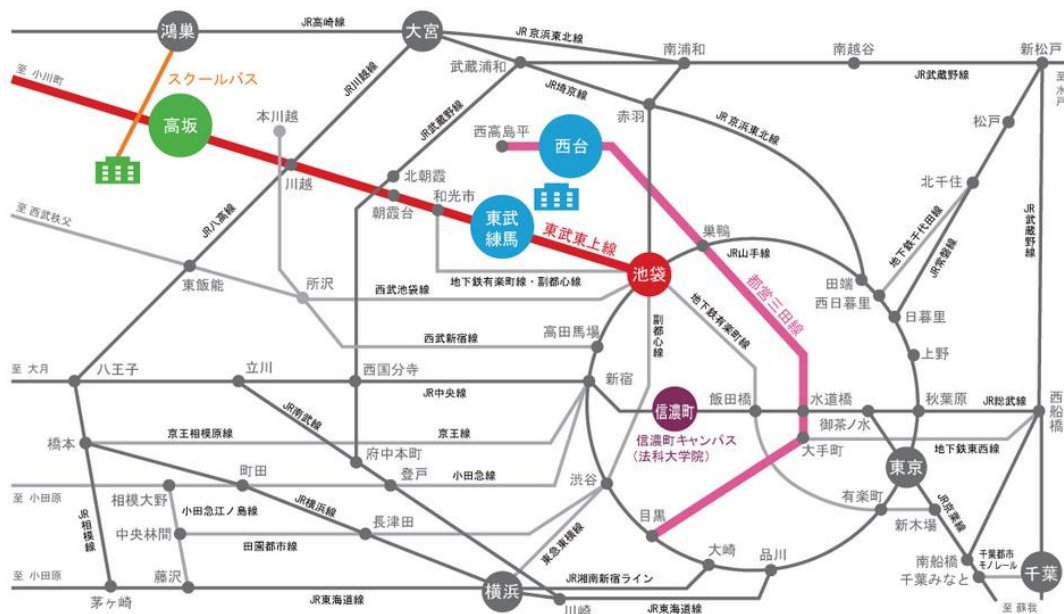 鴻巣
JR高崎線
大宮
JR京浜東北線
南浦和
南越谷
新松戸
至 小川町
スクールバス
JR川越線
武蔵浦和
JR武蔵野線
至 水戸
高坂
本川越
JR武蔵野線
JR埼京線
赤羽
JR京浜東北線
松戸
西高島平
西台
北朝霞
川越
朝霞台
和光市
北千住
至 西武秩父
JR八高線
東武
練馬
東武東上線
巣鴨
JR山手線
地下鉄千代田線
JR常磐線
JR武蔵野線
東飯能
所沢
西武池袋線
地下鉄有楽町線・副都心線
池袋
田端
西日暮里
都営三田線
日暮里
西武新宿線
高田馬場
副都心線
地下鉄有楽町線
上野
至 大月
八王子
立川
西国分寺
JR中央線
新宿
信濃町
飯田橋
水道橋
秋葉原
JR総武線
西船橋
JR南武線
御茶ノ水
橋本
京王相模原線
京王線
信濃町キャンパス
(法科大学院)
大手町
地下鉄東西線
府中本町
東京
至 小田原
相模大野
町田
登戸
小田急線
渋谷
有楽町
新木場
JR京葉線
小田急江ノ島線
JR横浜線
JR相模線
中央林間
田園都市線
長津田
東急東横線
目黒
大崎
品川
南船橋
千葉みなと
千葉都市
モノレール
千葉
至 小田原
茅ヶ崎
藤沢
JR東海道線
横浜
JR湘南新宿ライン
川崎
JR東海道線
至 蘇我